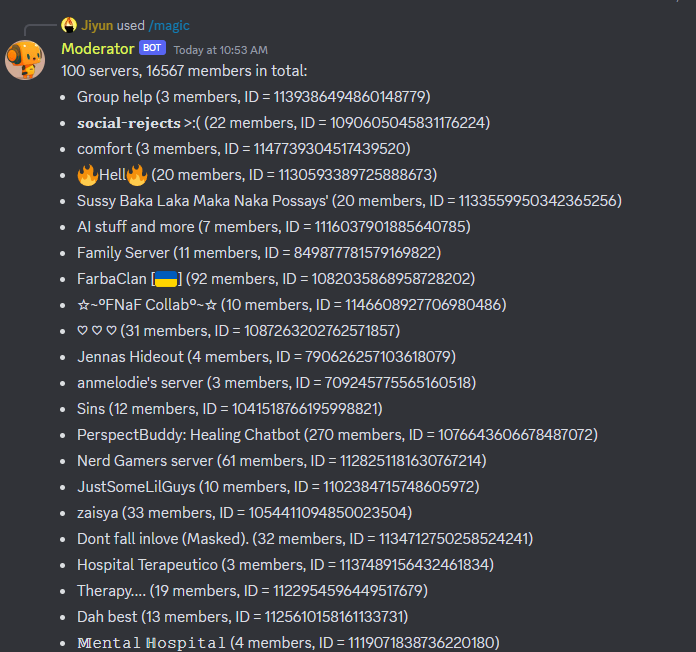 Jiyun used /magic
Moderator BOT Today at 10:53 AM
100 servers, 16567 members in total:
• Group help (3 members, ID = 1139386494860148779)
• 𝐬𝐨𝐜𝐢𝐚𝐥-𝐫𝐞𝐣𝐞𝐜𝐭𝐬 >:( (22 members, ID = 1090605045831176224)
• comfort (3 members, ID = 1147739304517439520)
• 🔥Hell🔥 (20 members, ID = 1130593389725888673)
• Sussy Baka Laka Maka Naka Possays' (20 members, ID = 1133559950342365256)
• AI stuff and more (7 members, ID = 1116037901885640785)
• Family Server (11 members, ID = 849877781579169822)
• FarbaClan [🇺🇦] (92 members, ID = 1082035868958728202)
• ☆~ºFNaF Collabº~☆ (10 members, ID = 1146608927706980486)
• ♡ ♡ ♡ (31 members, ID = 1087263202762571857)
• Jennas Hideout (4 members, ID = 790626257103618079)
• anmelodie's server (3 members, ID = 709245775565160518)
• Sins (12 members, ID = 1041518766195998821)
• PerspectBuddy: Healing Chatbot (270 members, ID = 1076643606678487072)
• Nerd Gamers server (61 members, ID = 1128251181630767214)
• JustSomeLilGuys (10 members, ID = 1102384715748605972)
• zaisya (33 members, ID = 1054411094850023504)
• Dont fall inlove (Masked). (32 members, ID = 1134712750258524241)
• Hospital Terapeutico (3 members, ID = 1137489156432461834)
• Therapy.... (19 members, ID = 1122954596449517679)
• Dah best (13 members, ID = 1125610158161133731)
• 𝕄𝚎𝚗𝚝𝚊𝚕 ℍ𝚘𝚜𝚙𝚒𝚝𝚊𝚕 (4 members, ID = 1119071838736220180)